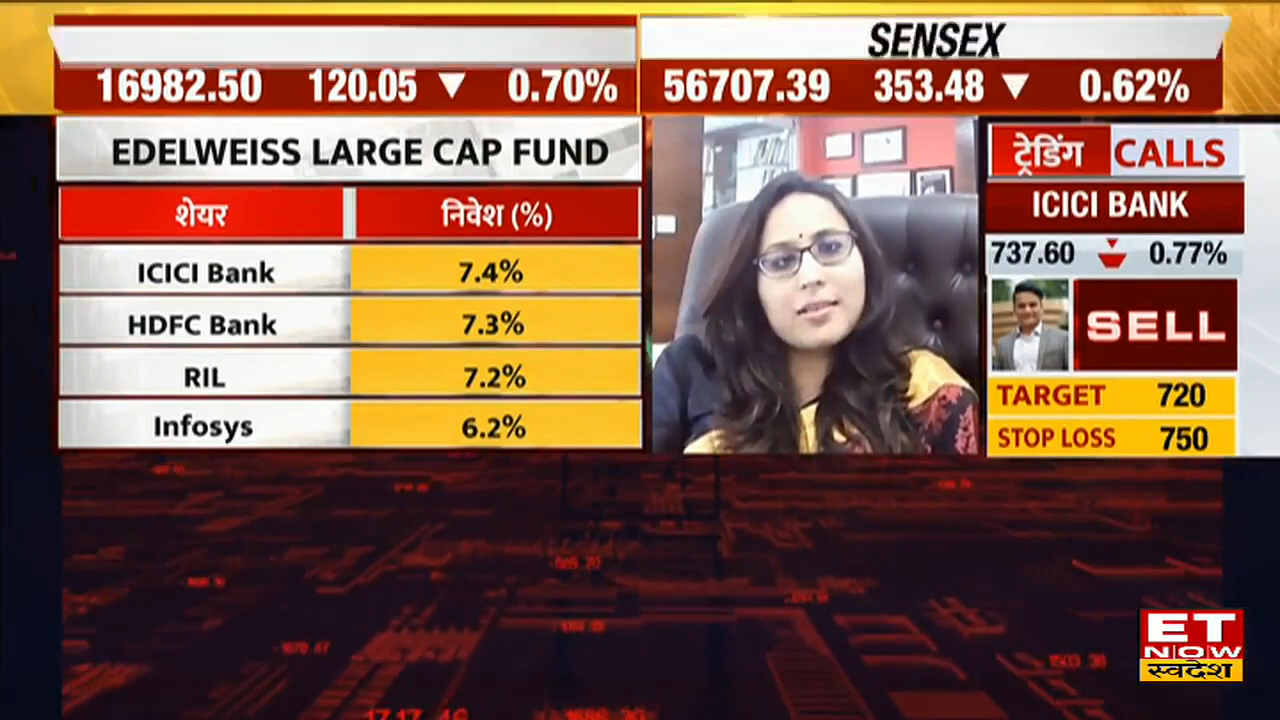 SENSEX
16982.50 120.05 ▼ 0.70%
56707.39 353.48 ▼ 0.62%
EDELWEISS LARGE CAP FUND
शेयर निवेश (%)
ICICI Bank 7.4%
HDFC Bank 7.3%
RIL 7.2%
Infosys 6.2%
ट्रेडिंग CALLS
ICICI BANK
737.60 0.77%
SELL
TARGET 720
STOP LOSS 750
ET
NOW
स्वदेश